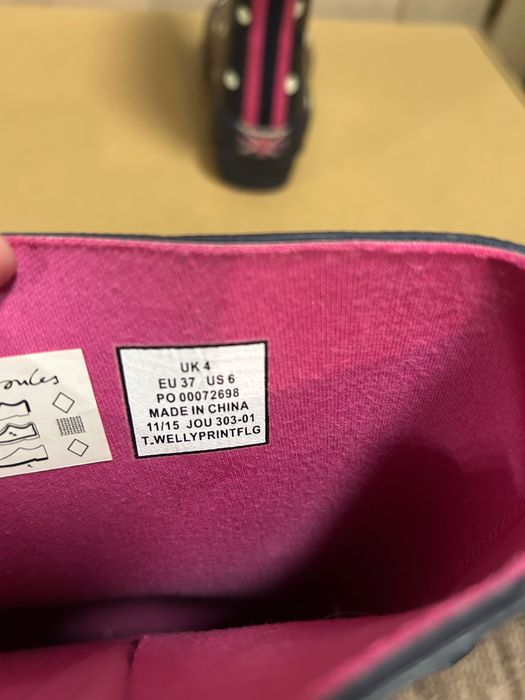 UK 4
EU 37 US 6
PO 00072698
MADE IN CHINA
11/15 JOU 303-01
T.WELLYPRINTFLG